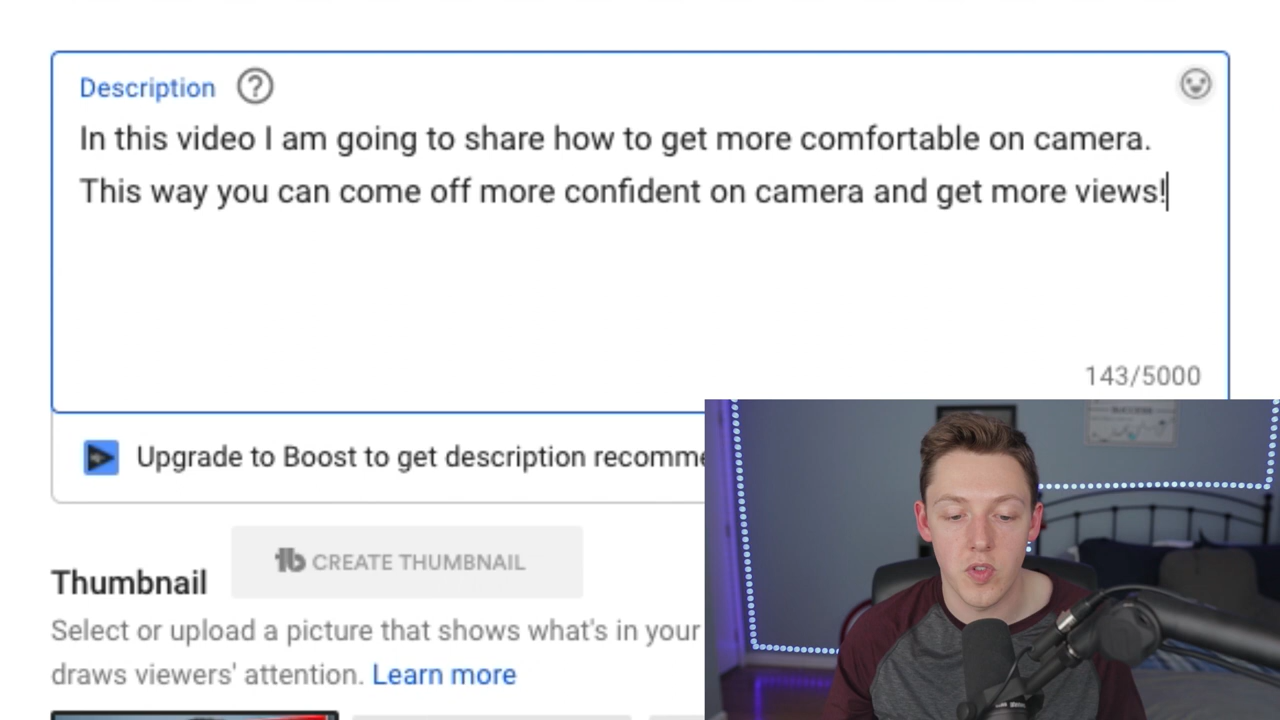 Description
In this video I am going to share how to get more comfortable on camera.
This way you can come off more confident on camera and get more views!
143/5000
Upgrade to Boost to get description recomme
tb CREATE THUMBNAIL
Thumbnail
Select or upload a picture that shows what's in your
draws viewers' attention. Learn more